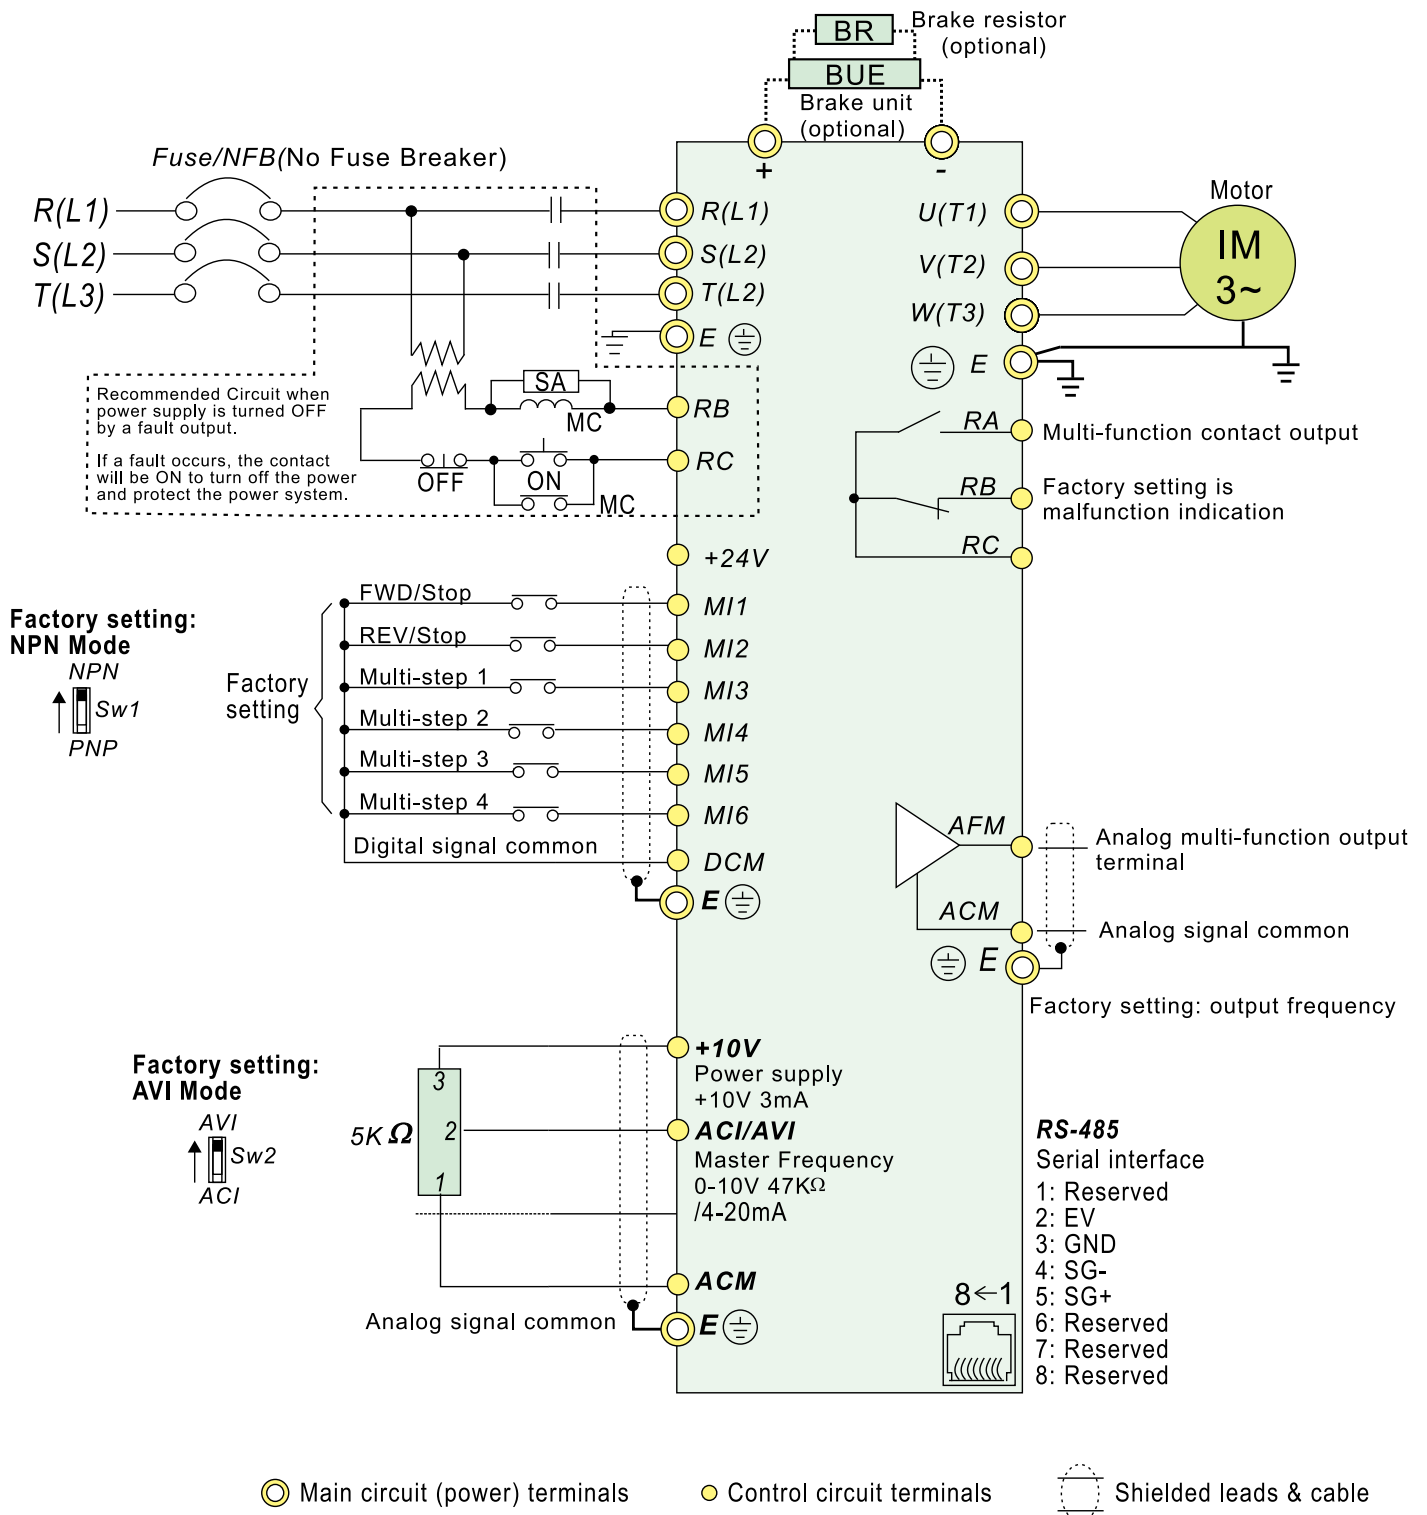 BR
Brake resistor
(optional)
BUE
Brake unit
(optional)
+
-
Fuse/NFB(No Fuse Breaker)
R(L1)
S(L2)
T(L3)
R(L1)
S(L2)
T(L2)
E
U(T1)
V(T2)
W(T3)
E
Motor
IM
3~
Recommended Circuit when
power supply is turned OFF
by a fault output.
If a fault occurs, the contact
will be ON to turn off the power
and protect the power system.
SA
MC
OFF
ON
MC
RB
RC
RA
Multi-function contact output
RB
Factory setting is
malfunction indication
RC
+24V
Factory setting:
NPN Mode
NPN
Sw1
PNP
Factory
setting
FWD/Stop
MI1
REV/Stop
MI2
Multi-step 1
MI3
Multi-step 2
MI4
Multi-step 3
MI5
Multi-step 4
MI6
Digital signal common
DCM
E
AFM
Analog multi-function output
terminal
ACM
Analog signal common
E
Factory setting: output frequency
Factory setting:
AVI Mode
AVI
Sw2
ACI
5K Ω
3
2
1
+10V
Power supply
+10V 3mA
ACI/AVI
Master Frequency
0-10V 47KΩ
/4-20mA
ACM
Analog signal common
E
RS-485
Serial interface
1: Reserved
2: EV
3: GND
4: SG-
5: SG+
6: Reserved
7: Reserved
8: Reserved
8←1
Main circuit (power) terminals
Control circuit terminals
Shielded leads & cable